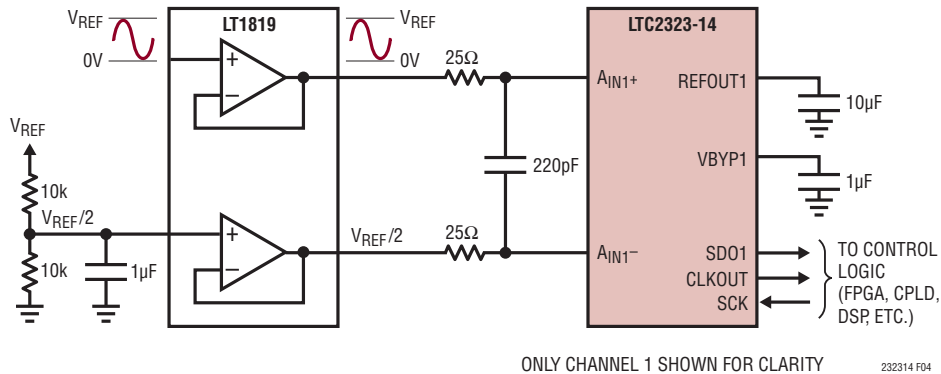 VREF
0V
LT1819
VREF
0V
25Ω
LTC2323-14
AIN1+
REFOUT1
10µF
VREF
10k
VREF/2
10k
1µF
220pF
VBYP1
1µF
VREF/2
25Ω
AIN1–
SDO1
CLKOUT
SCK
TO CONTROL
LOGIC
(FPGA, CPLD,
DSP, ETC.)
+
–
+
–
ONLY CHANNEL 1 SHOWN FOR CLARITY
232314 F04